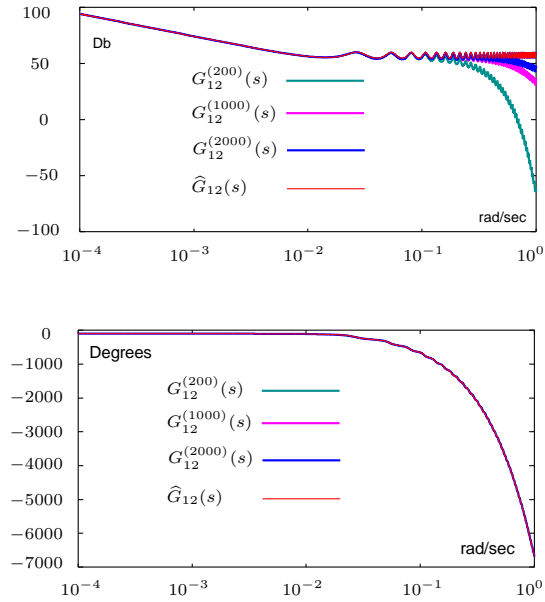 100
Db
50
G_{12}^{(200)}(s)
G_{12}^{(1000)}(s)
0
G_{12}^{(2000)}(s)
−50
\widehat{G}_{12}(s)
rad/sec
−100
10^{−4} 10^{−3} 10^{−2} 10^{−1} 10^{0}
0
Degrees
−1000
G_{12}^{(200)}(s)
−2000
G_{12}^{(1000)}(s)
−3000
G_{12}^{(2000)}(s)
−4000
\widehat{G}_{12}(s)
−5000
−6000
rad/sec
−7000
10^{−4} 10^{−3} 10^{−2} 10^{−1} 10^{0}